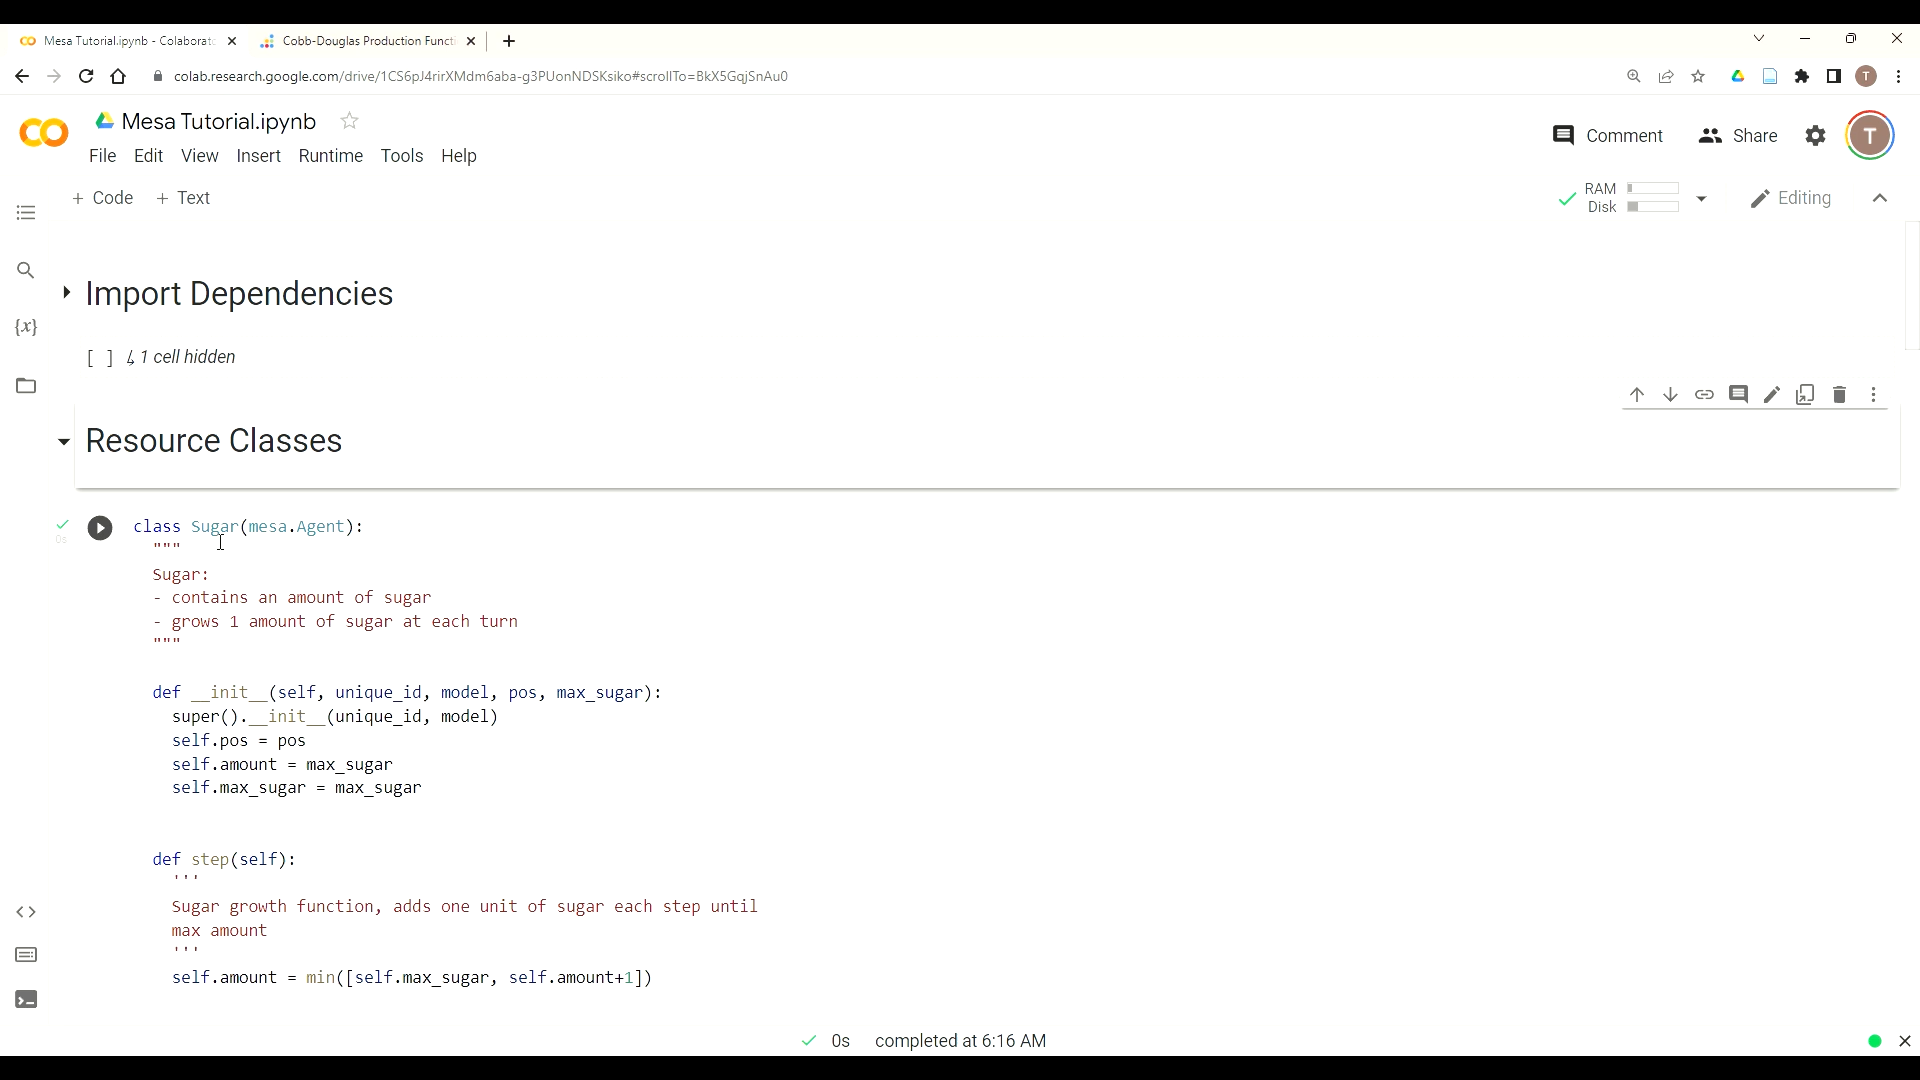 Mesa Tutorial.ipynb - Colaborato
Cobb-Douglas Production Functi
colab.research.google.com/drive/1CS6pJ4rirXMdm6aba-g3PUonNDSKsiko#scrollTo=BkX5GqjSnAu0
T
Mesa Tutorial.ipynb
Comment
Share
T
File Edit View Insert Runtime Tools Help
+ Code + Text
RAM
Disk
Editing
Import Dependencies
{x}
[ ] ↳ 1 cell hidden
Resource Classes
0s
class Sugar(mesa.Agent):
"""
Sugar:
- contains an amount of sugar
- grows 1 amount of sugar at each turn
"""
def __init__(self, unique_id, model, pos, max_sugar):
super().__init__(unique_id, model)
self.pos = pos
self.amount = max_sugar
self.max_sugar = max_sugar
def step(self):
'''
Sugar growth function, adds one unit of sugar each step until
max amount
'''
self.amount = min([self.max_sugar, self.amount+1])
0s completed at 6:16 AM